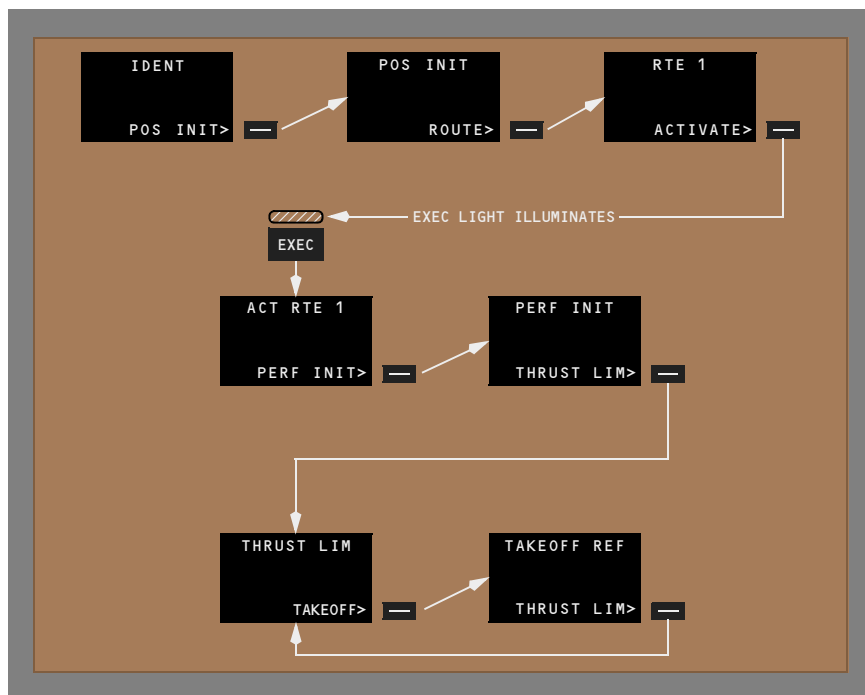 IDENT
POS INIT>
POS INIT
ROUTE>
RTE 1
ACTIVATE>
EXEC LIGHT ILLUMINATES
EXEC
ACT RTE 1
PERF INIT>
PERF INIT
THRUST LIM>
THRUST LIM
TAKEOFF>
TAKEOFF REF
THRUST LIM>